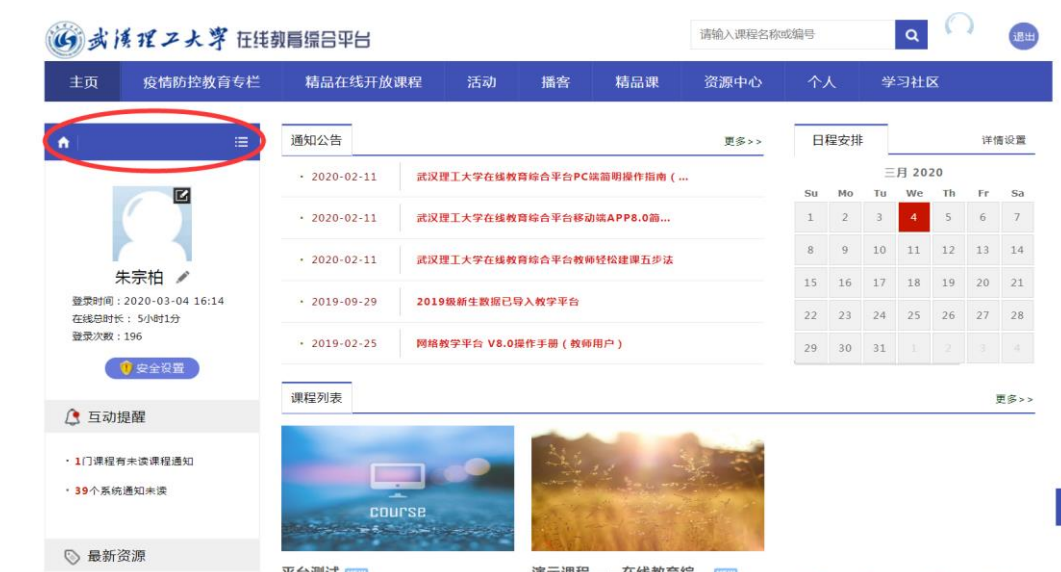 武汉理工大学 在线教育综合平台
请输入课程名称或编号
退出
主页 疫情防控教育专栏 精品在线开放课程 活动 播客 精品课 资源中心 个人 学习社区
朱宗柏
登录时间：2020-03-04 16:14
在线总时长： 5小时1分
登录次数：196
安全设置
互动提醒
1门课程有未读课程通知
39个系统通知未读
最新资源
通知公告 更多>>
2020-02-11 武汉理工大学在线教育综合平台PC端简明操作指南（...
2020-02-11 武汉理工大学在线教育综合平台移动端APP8.0简...
2020-02-11 武汉理工大学在线教育综合平台教师轻松建课五步法
2019-09-29 2019级新生数据已导入教学平台
2019-02-25 网络教学平台 V8.0操作手册（教师用户）
日程安排 详情设置
三月 2020
Su Mo Tu We Th Fr Sa
1 2 3 4 5 6 7
8 9 10 11 12 13 14
15 16 17 18 19 20 21
22 23 24 25 26 27 28
29 30 31 1 2 3 4
课程列表 更多>>
course
平台测试
演示课程 在线教育综